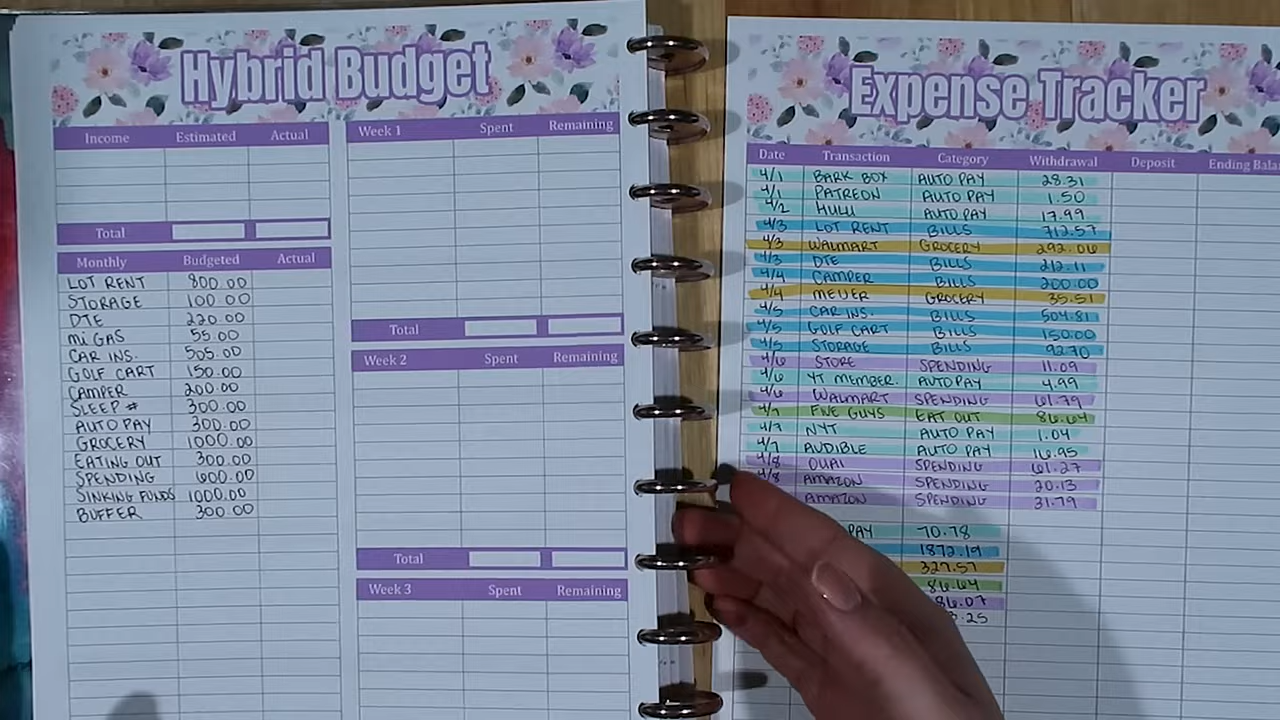 Hybrid Budget
Income Estimated Actual
Total
Monthly Budgeted Actual
LOT RENT 800.00
STORAGE 100.00
DTE 220.00
MI GAS 55.00
CAR INS. 505.00
GOLF CART 150.00
CAMPER 200.00
SLEEP # 300.00
AUTO PAY 300.00
GROCERY 1000.00
EATING OUT 300.00
SPENDING 600.00
SINKING FUNDS 1000.00
BUFFER 300.00
Week 1 Spent Remaining
Total
Week 2 Spent Remaining
Total
Week 3 Spent Remaining
Expense Tracker
Date Transaction Category Withdrawal Deposit Ending
4/1 BARK BOX AUTO PAY 28.31
4/1 PATREON AUTO PAY 1.50
4/2 HULU AUTO PAY 17.99
4/3 LOT RENT BILLS 712.57
4/3 WALMART GROCERY 292.06
4/3 DTE BILLS 212.11
4/4 CAMPER BILLS 200.00
4/4 MEIJER GROCERY 35.51
4/5 CAR INS. BILLS 504.81
4/5 GOLF CART BILLS 150.00
4/5 STORAGE BILLS 92.70
4/6 STORE SPENDING 11.09
4/6 YT MEMBER. AUTO PAY 4.99
4/6 WALMART SPENDING 61.79
4/7 FIVE GUYS EAT OUT 86.64
4/7 NYT AUTO PAY 1.04
4/7 AUDIBLE AUTO PAY 16.95
4/8 SPENDING 61.27
4/8 AMAZON SPENDING 20.13
AMAZON SPENDING 31.79
PAY 70.78
1872.19
327.57
86.64
86.07
.25